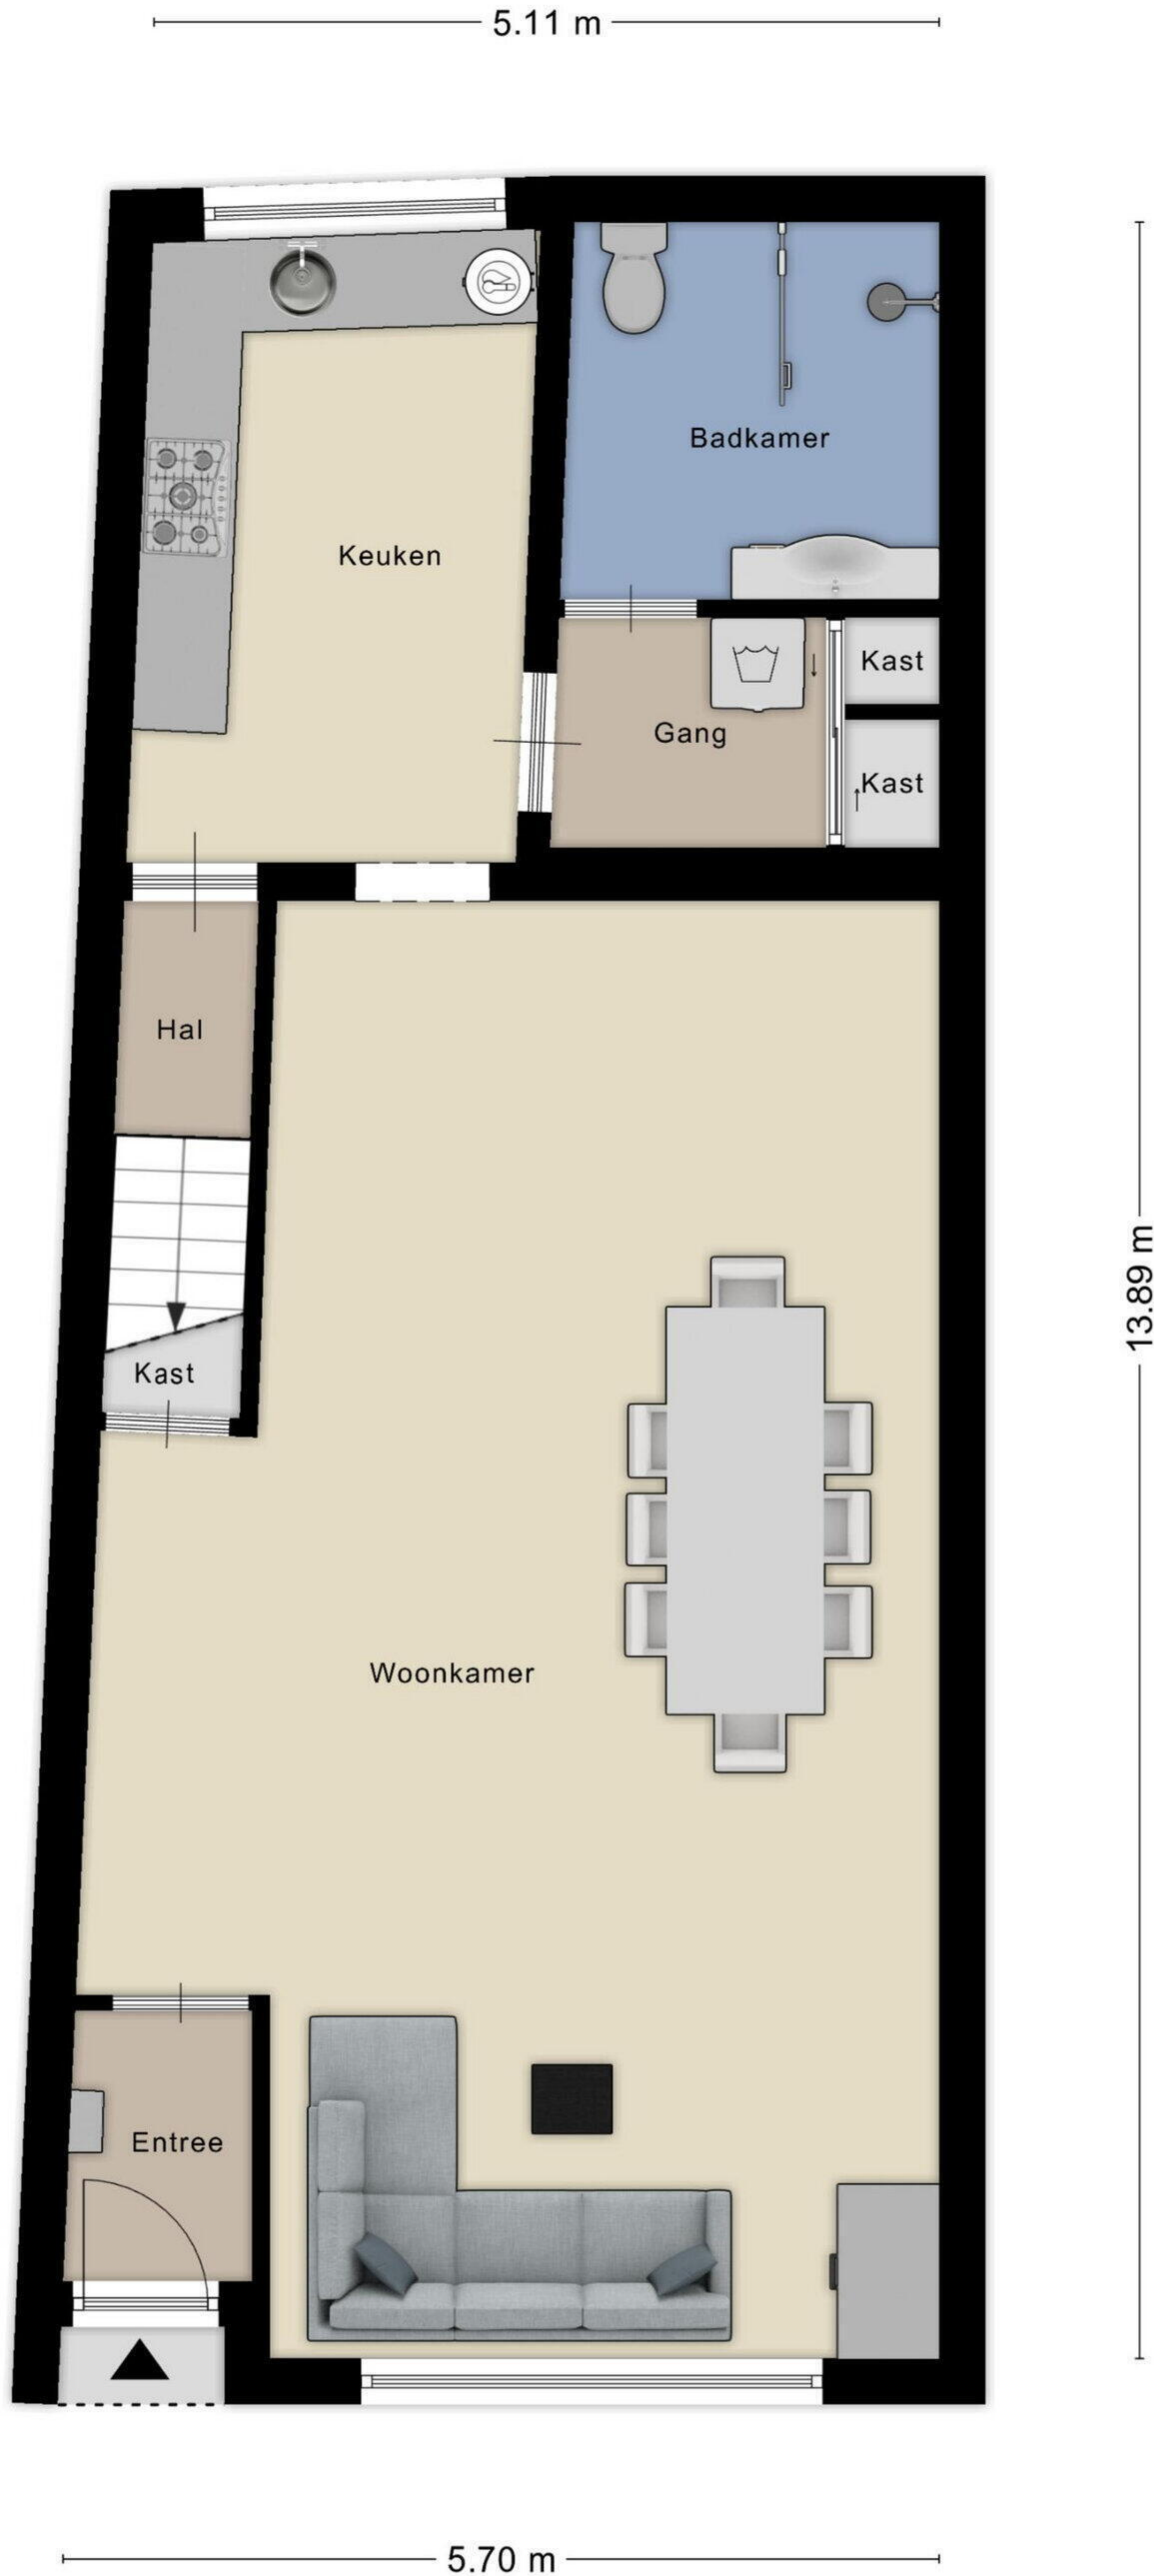 5.11 m
Badkamer
Keuken
Kast
Gang
Kast
Hal
13.89 m
Kast
Woonkamer
Entree
5.70 m